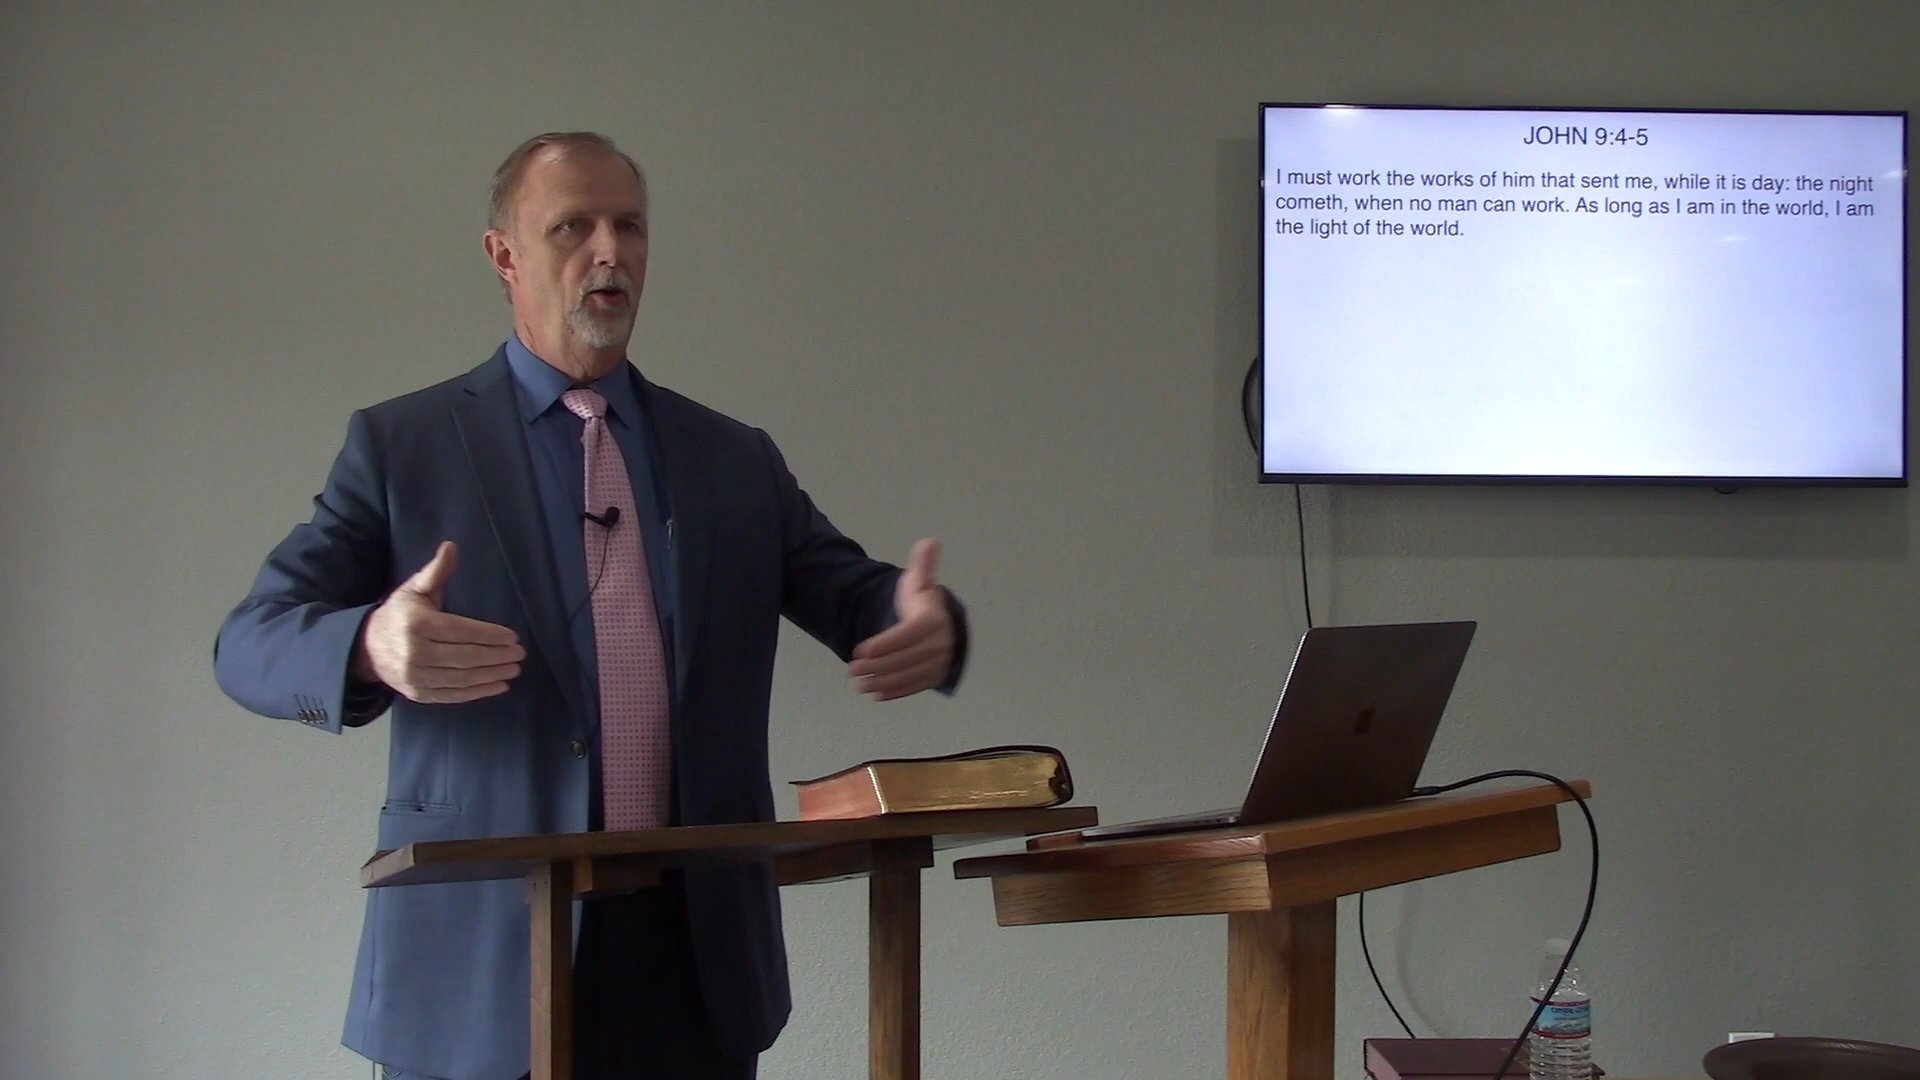 JOHN 9:4-5
I must work the works of him that sent me, while it is day: the night
cometh, when no man can work. As long as I am in the world, I am
the light of the world.